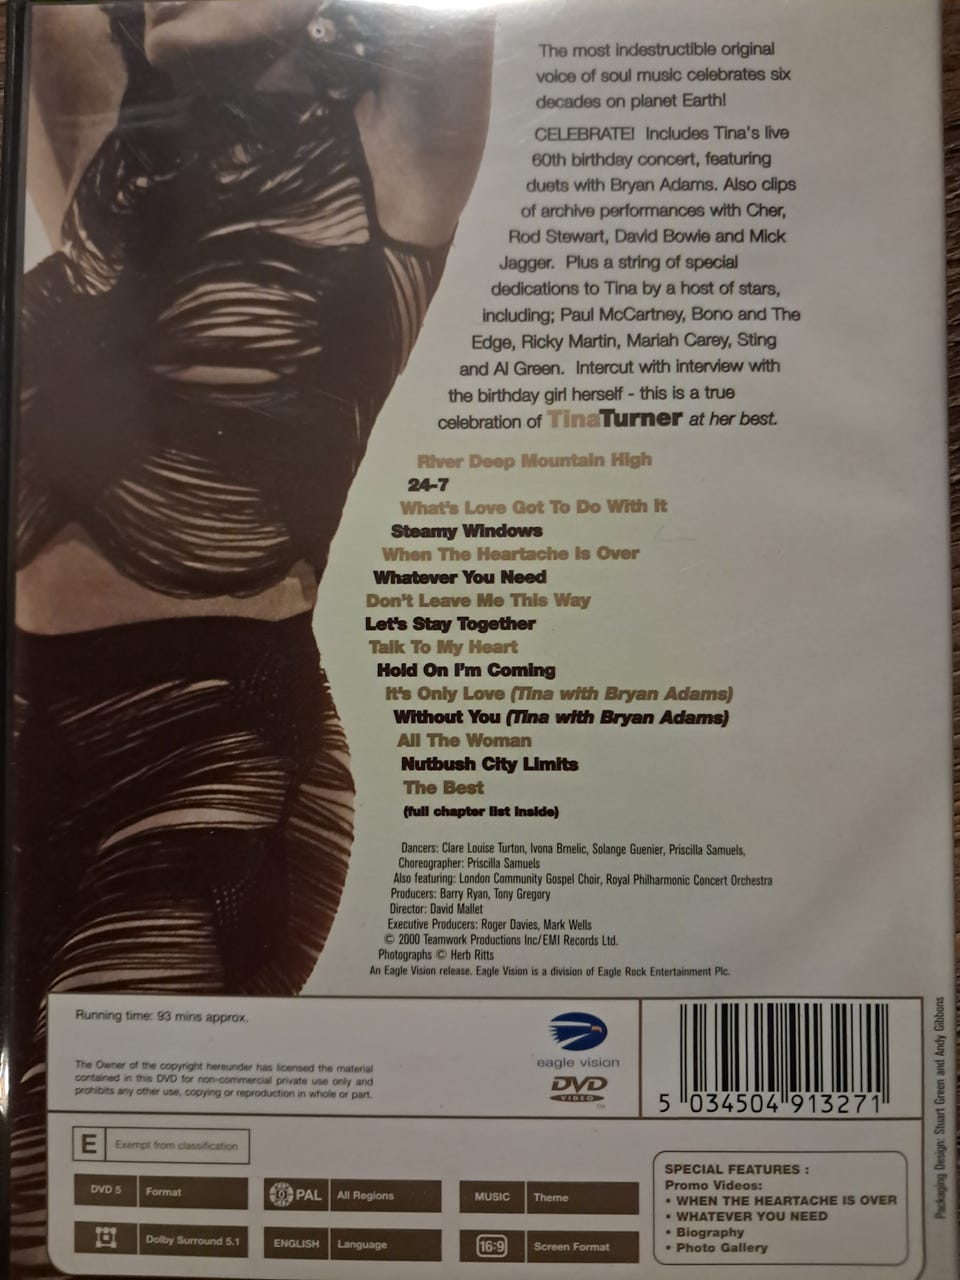 The most indestructible original
voice of soul music celebrates six
decades on planet Earth!
CELEBRATE! Includes Tina's live
60th birthday concert, featuring
duets with Bryan Adams. Also clips
of archive performances with Cher,
Rod Stewart, David Bowie and Mick
Jagger. Plus a string of special
dedications to Tina by a host of stars,
including; Paul McCartney, Bono and The
Edge, Ricky Martin, Mariah Carey, Sting
and Al Green. Intercut with interview with
the birthday girl herself - this is a true
celebration of TinaTurner at her best.
River Deep Mountain High
24-7
What's Love Got To Do With It
Steamy Windows
When The Heartache Is Over
Whatever You Need
Don't Leave Me This Way
Let's Stay Together
Talk To My Heart
Hold On I'm Coming
It's Only Love (Tina with Bryan Adams)
Without You (Tina with Bryan Adams)
All The Woman
Nutbush City Limits
The Best
(full chapter list inside)
Dancers: Clare Louise Turton, Ivona Brnelic, Solange Guenier, Priscilla Samuels,
Choreographer: Priscilla Samuels
Also featuring: London Community Gospel Choir, Royal Philharmonic Concert Orchestra
Producers: Barry Ryan, Tony Gregory
Director: David Mallet
Executive Producers: Roger Davies, Mark Wells
© 2000 Teamwork Productions Inc/EMI Records Ltd.
Photographs © Herb Ritts
An Eagle Vision release. Eagle Vision is a division of Eagle Rock Entertainment Plc.
Running time: 93 mins approx.
The Owner of the copyright hereunder has licensed the material
contained in this DVD for non-commercial private use only and
prohibits any other use, copying or reproduction in whole or part.
eagle vision
DVD
VIDEO
TM
5 034504 913271
E Exempt from classification
DVD 5 Format
0 PAL All Regions
MUSIC Theme
Dolby Surround 5.1
ENGLISH Language
16:9 Screen Format
SPECIAL FEATURES :
Promo Videos:
• WHEN THE HEARTACHE IS OVER
• WHATEVER YOU NEED
• Biography
• Photo Gallery
Packaging Design: Stuart Green and Andy Gibbons